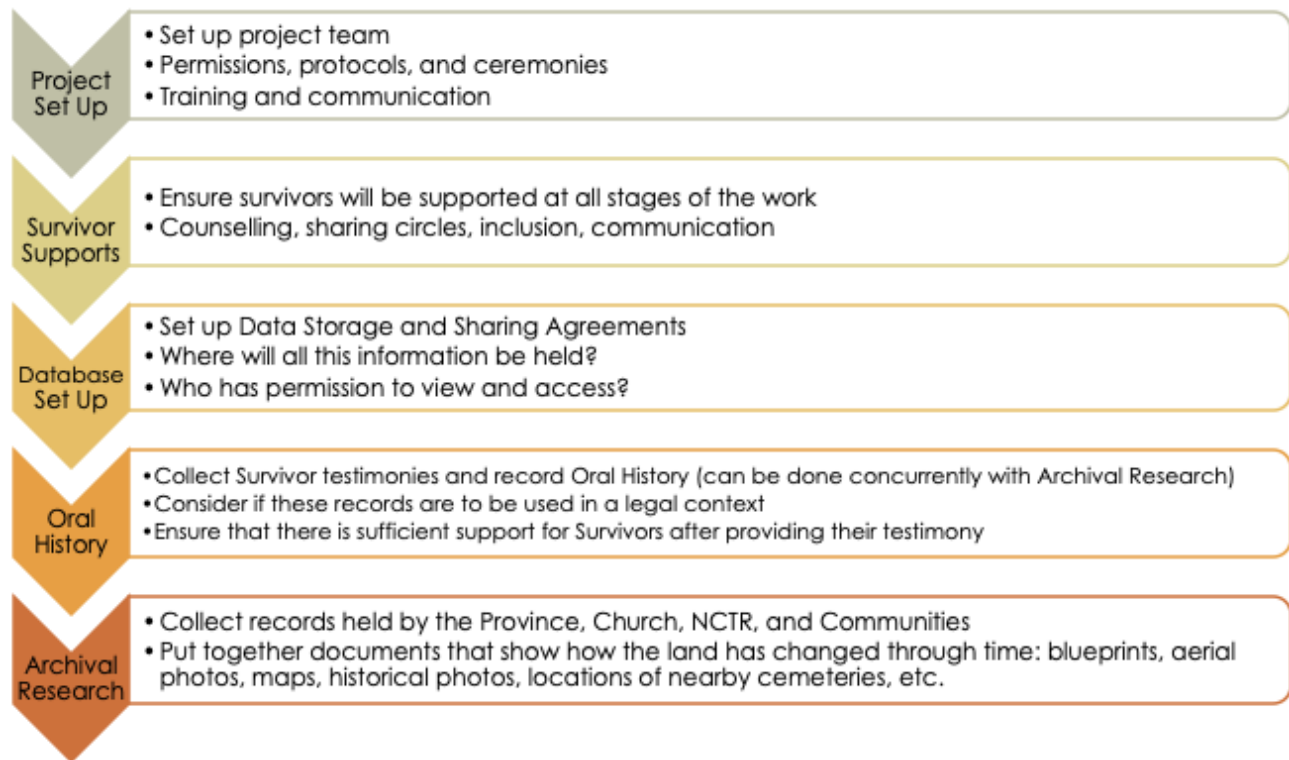 Project
Set Up
• Set up project team
• Permissions, protocols, and ceremonies
• Training and communication
Survivor
Supports
• Ensure survivors will be supported at all stages of the work
• Counselling, sharing circles, inclusion, communication
Database
Set Up
• Set up Data Storage and Sharing Agreements
• Where will all this information be held?
• Who has permission to view and access?
Oral
History
• Collect Survivor testimonies and record Oral History (can be done concurrently with Archival Research)
• Consider if these records are to be used in a legal context
• Ensure that there is sufficient support for Survivors after providing their testimony
Archival
Research
• Collect records held by the Province, Church, NCTR, and Communities
• Put together documents that show how the land has changed through time: blueprints, aerial
photos, maps, historical photos, locations of nearby cemeteries, etc.